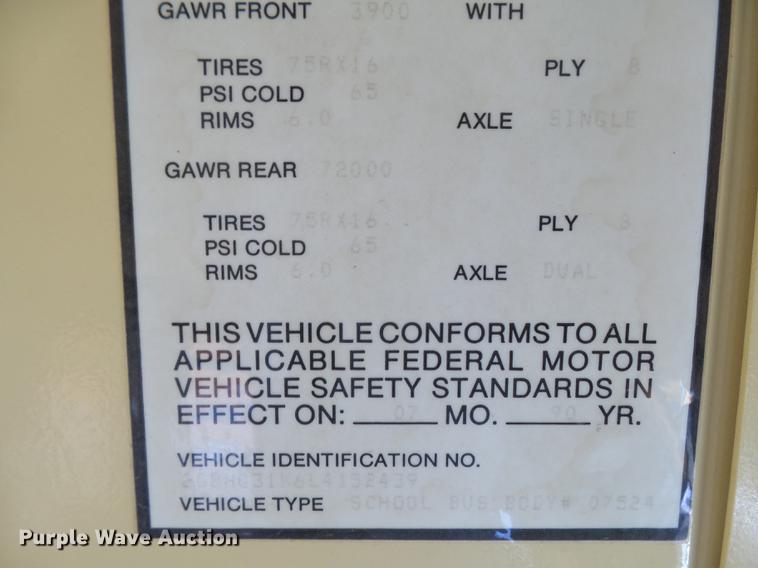 GAWR FRONT 3900 WITH
TIRES 75RX16 PLY 8
PSI COLD 65
RIMS 6.0 AXLE SINGLE
GAWR REAR 72000
TIRES 75RX16 PLY 8
PSI COLD 65
RIMS 6.0 AXLE DUAL
THIS VEHICLE CONFORMS TO ALL
APPLICABLE FEDERAL MOTOR
VEHICLE SAFETY STANDARDS IN
EFFECT ON: 07 MO. 90 YR.
VEHICLE IDENTIFICATION NO.
VEHICLE TYPE SCHOOL BUS BODY# 07524
Purple Wave Auction